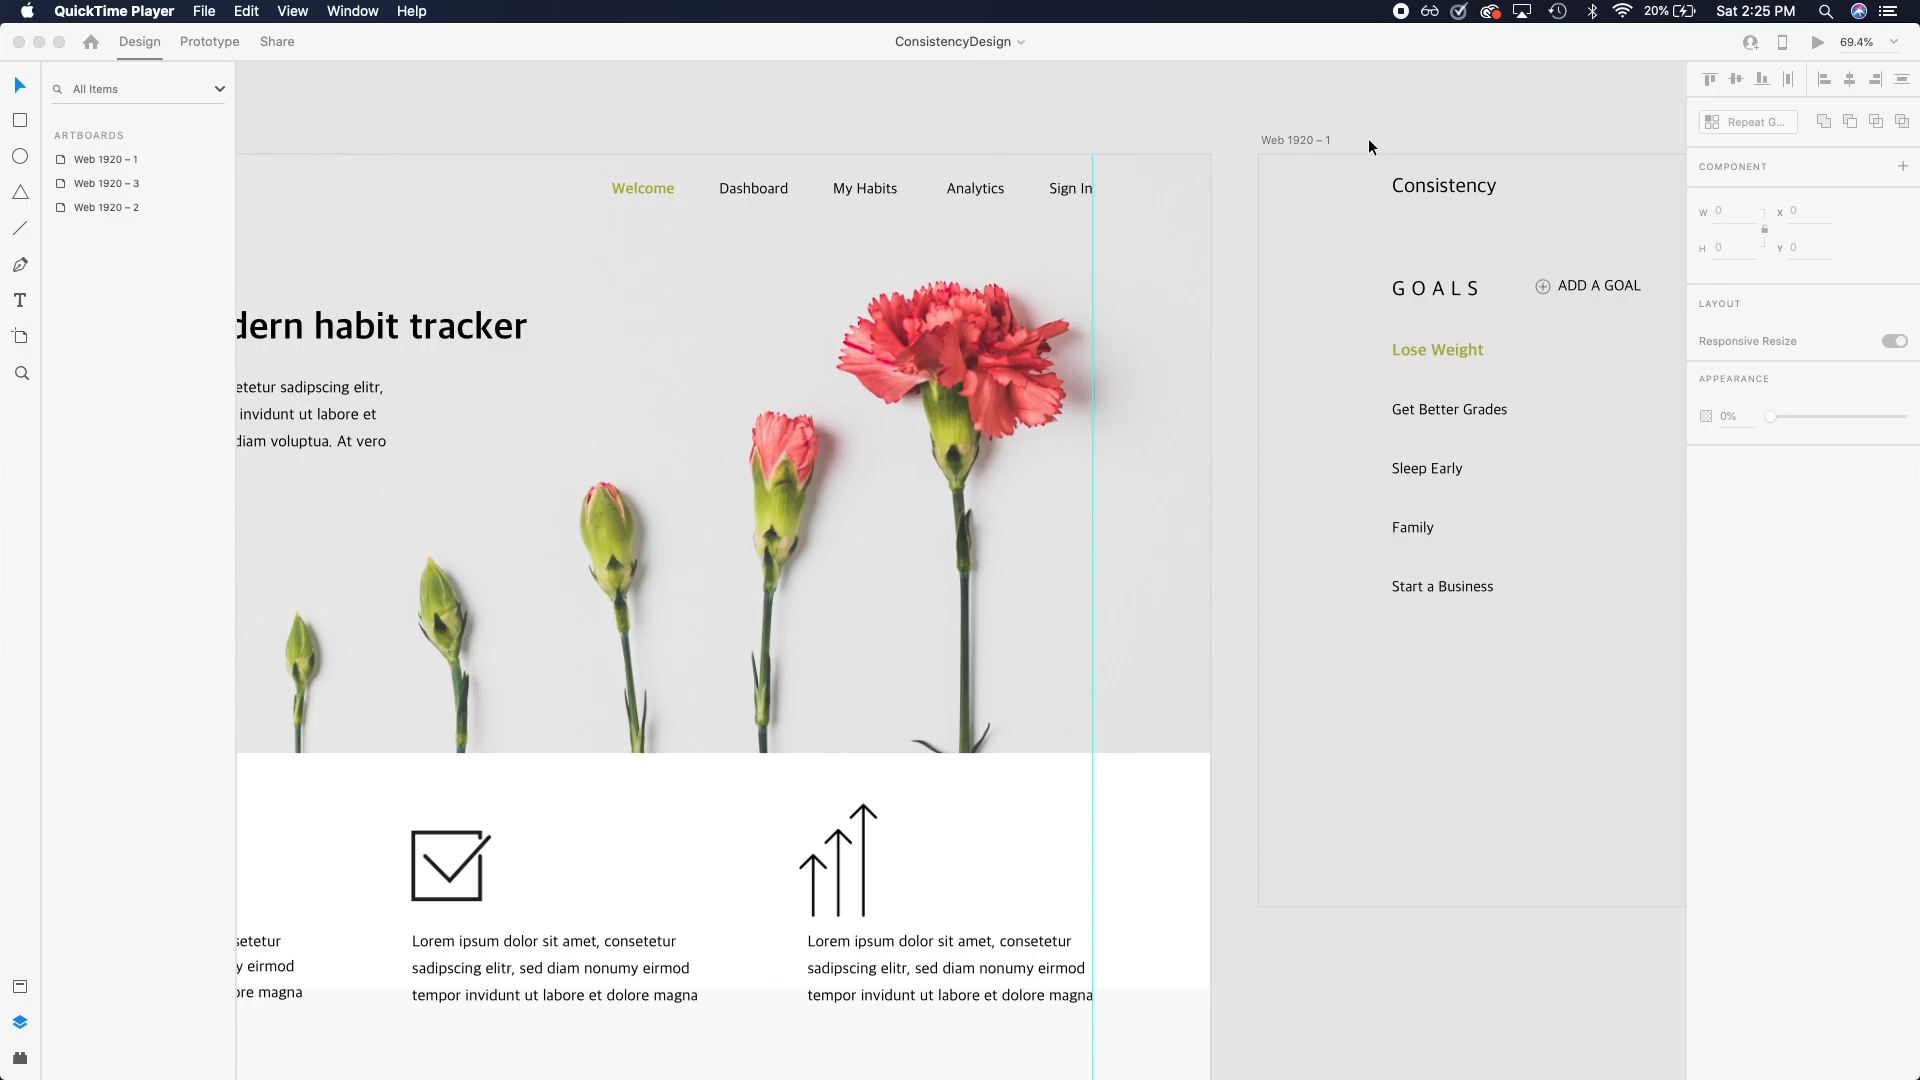 QuickTime Player File Edit View Window Help
20% Sat 2:25 PM
Design Prototype Share
ConsistencyDesign
69.4%
All Items
ARTBOARDS
Web 1920 – 1
Web 1920 – 3
Web 1920 – 2
Welcome Dashboard My Habits Analytics Sign In
dern habit tracker
etetur sadipscing elitr,
invidunt ut labore et
diam voluptua. At vero
setetur
y eirmod
ore magna
Lorem ipsum dolor sit amet, consetetur
sadipscing elitr, sed diam nonumy eirmod
tempor invidunt ut labore et dolore magna
Lorem ipsum dolor sit amet, consetetur
sadipscing elitr, sed diam nonumy eirmod
tempor invidunt ut labore et dolore magna
Web 1920 – 1
Consistency
GOALS
ADD A GOAL
Lose Weight
Get Better Grades
Sleep Early
Family
Start a Business
Repeat G...
COMPONENT
W 0 X 0
H 0 Y 0
LAYOUT
Responsive Resize
APPEARANCE
0%